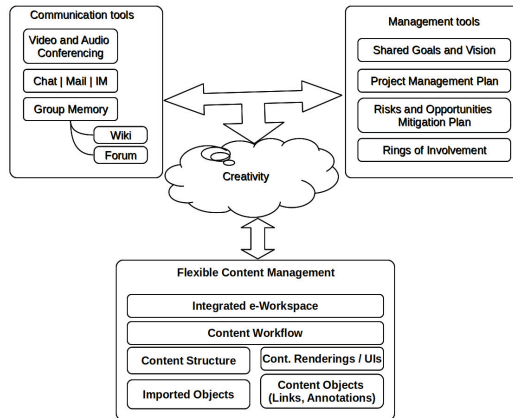 Communication tools
Video and Audio
Conferencing
Chat | Mail | IM
Group Memory
Wiki
Forum
Management tools
Shared Goals and Vision
Project Management Plan
Risks and Opportunities
Mitigation Plan
Rings of Involvement
Creativity
Flexible Content Management
Integrated e-Workspace
Content Workflow
Content Structure
Cont. Renderings / UIs
Imported Objects
Content Objects
(Links, Annotations)